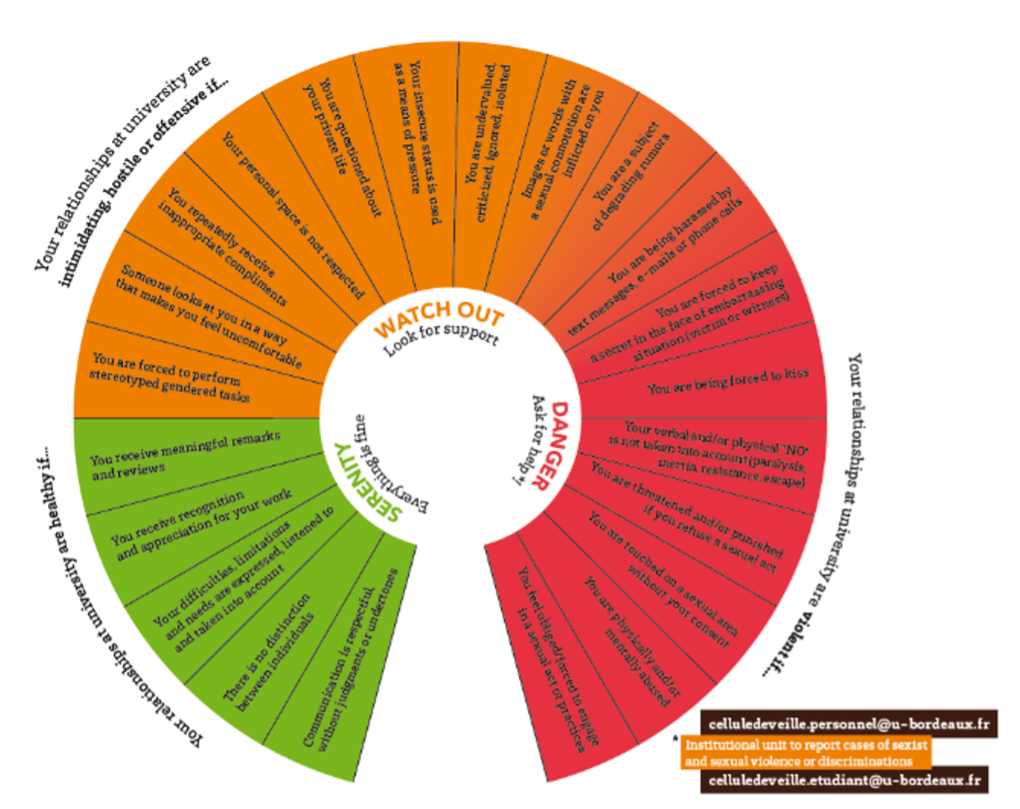 Your relationships at university are healthy if...
Communication is respectful,
without judgments or undertones
There is no distinction
between individuals
Your difficulties, limitations
and needs are expressed, listened to
and taken into account
You receive recognition
and appreciation for your work
You receive meaningful remarks
and reviews
Your relationships at university are
intimidating, hostile or offensive if...
You are forced to perform
stereotyped gendered tasks
Someone looks at you in a way
that makes you feel uncomfortable
You repeatedly receive
inappropriate compliments
Your personal space is not respected
You are questioned about
your private life
Your insecure status is used
as a means of pressure
You are undervalued,
criticized, ignored, isolated
Images or words with
a sexual connotation are
inflicted on you
You are a subject
of degrading rumors
You are being harassed by
text messages, e-mails or phone calls
You are forced to keep
a secret in the face of embarrassing
situation (victim or witness)
You are being forced to kiss
Your relationships at university are violent if...
Your verbal and/or physical "NO"
is not taken into account (paralysis,
inertia, resistance, escape)
You are threatened and/or punished
if you refuse a sexual act
You are touched on a sexual area
without your consent
You are physically and/or
mentally abused
You feel obliged/forced to engage
in a sexual act or practices
SERENITY
Everything is fine
WATCH OUT
Look for support
DANGER
Ask for help*!
celluledeveille.personnel@u-bordeaux.fr
* Institutional unit to report cases of sexist
and sexual violence or discriminations
celluledeveille.etudiant@u-bordeaux.fr